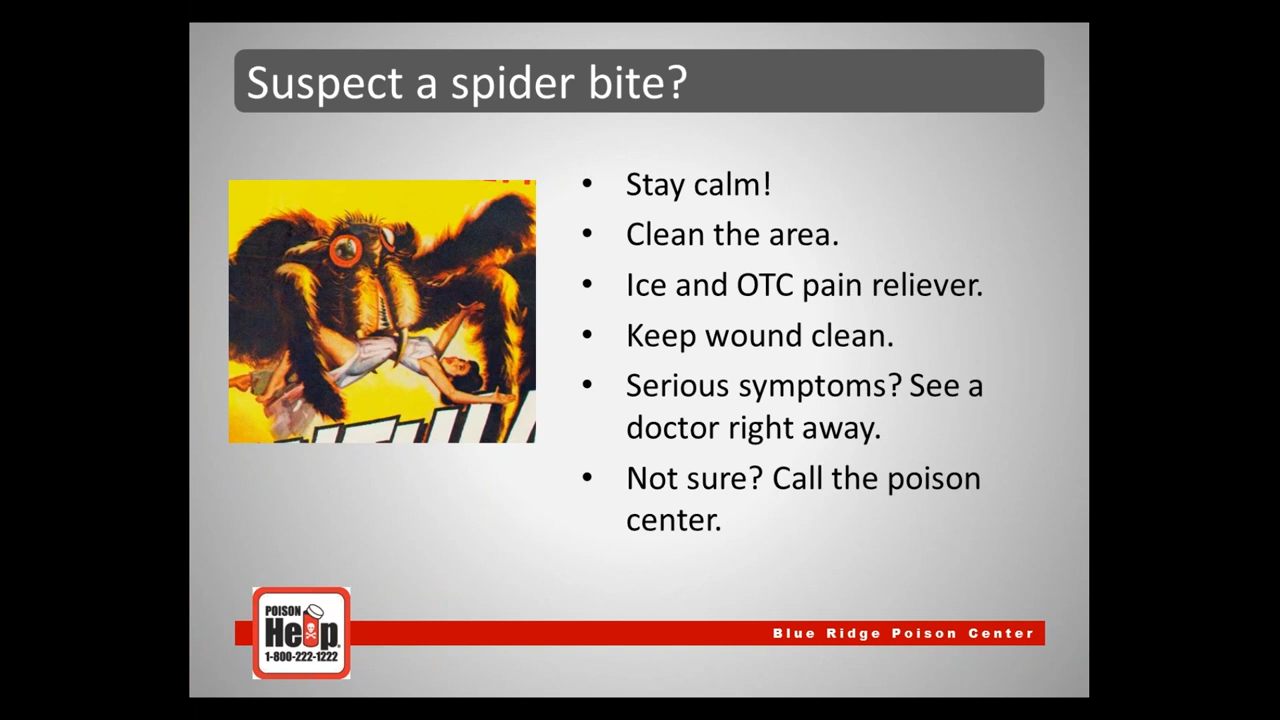 Suspect a spider bite?
• Stay calm!
• Clean the area.
• Ice and OTC pain reliever.
• Keep wound clean.
• Serious symptoms? See a
doctor right away.
• Not sure? Call the poison
center.
POISON
Help®
1-800-222-1222
Blue Ridge Poison Center